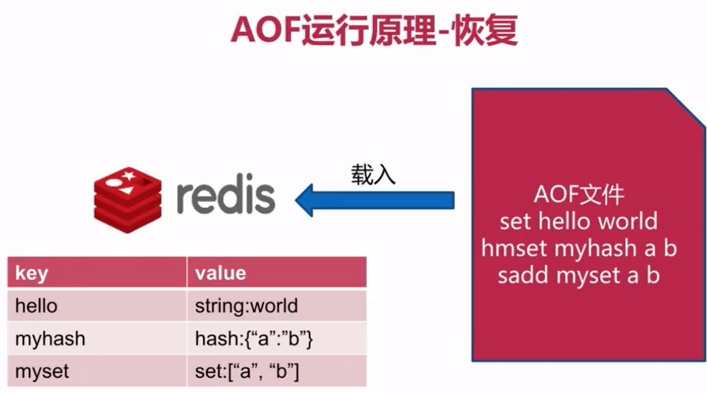 AOF运行原理-恢复
载入
redis
AOF文件
set hello world
hmset myhash a b
sadd myset a b
key value
hello string:world
myhash hash:{“a”:”b”}
myset set:[“a”, “b”]